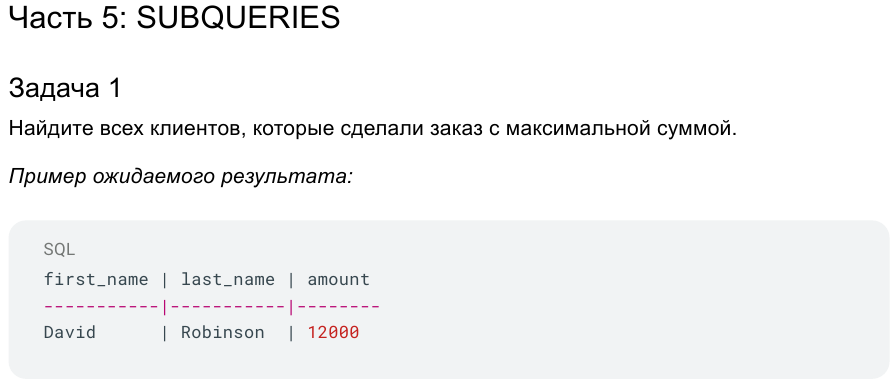 Часть 5: SUBQUERIES
Задача 1
Найдите всех клиентов, которые сделали заказ с максимальной суммой.
Пример ожидаемого результата:
SQL
first_name | last_name | amount
-----------|-----------|--------
David      | Robinson  | 12000